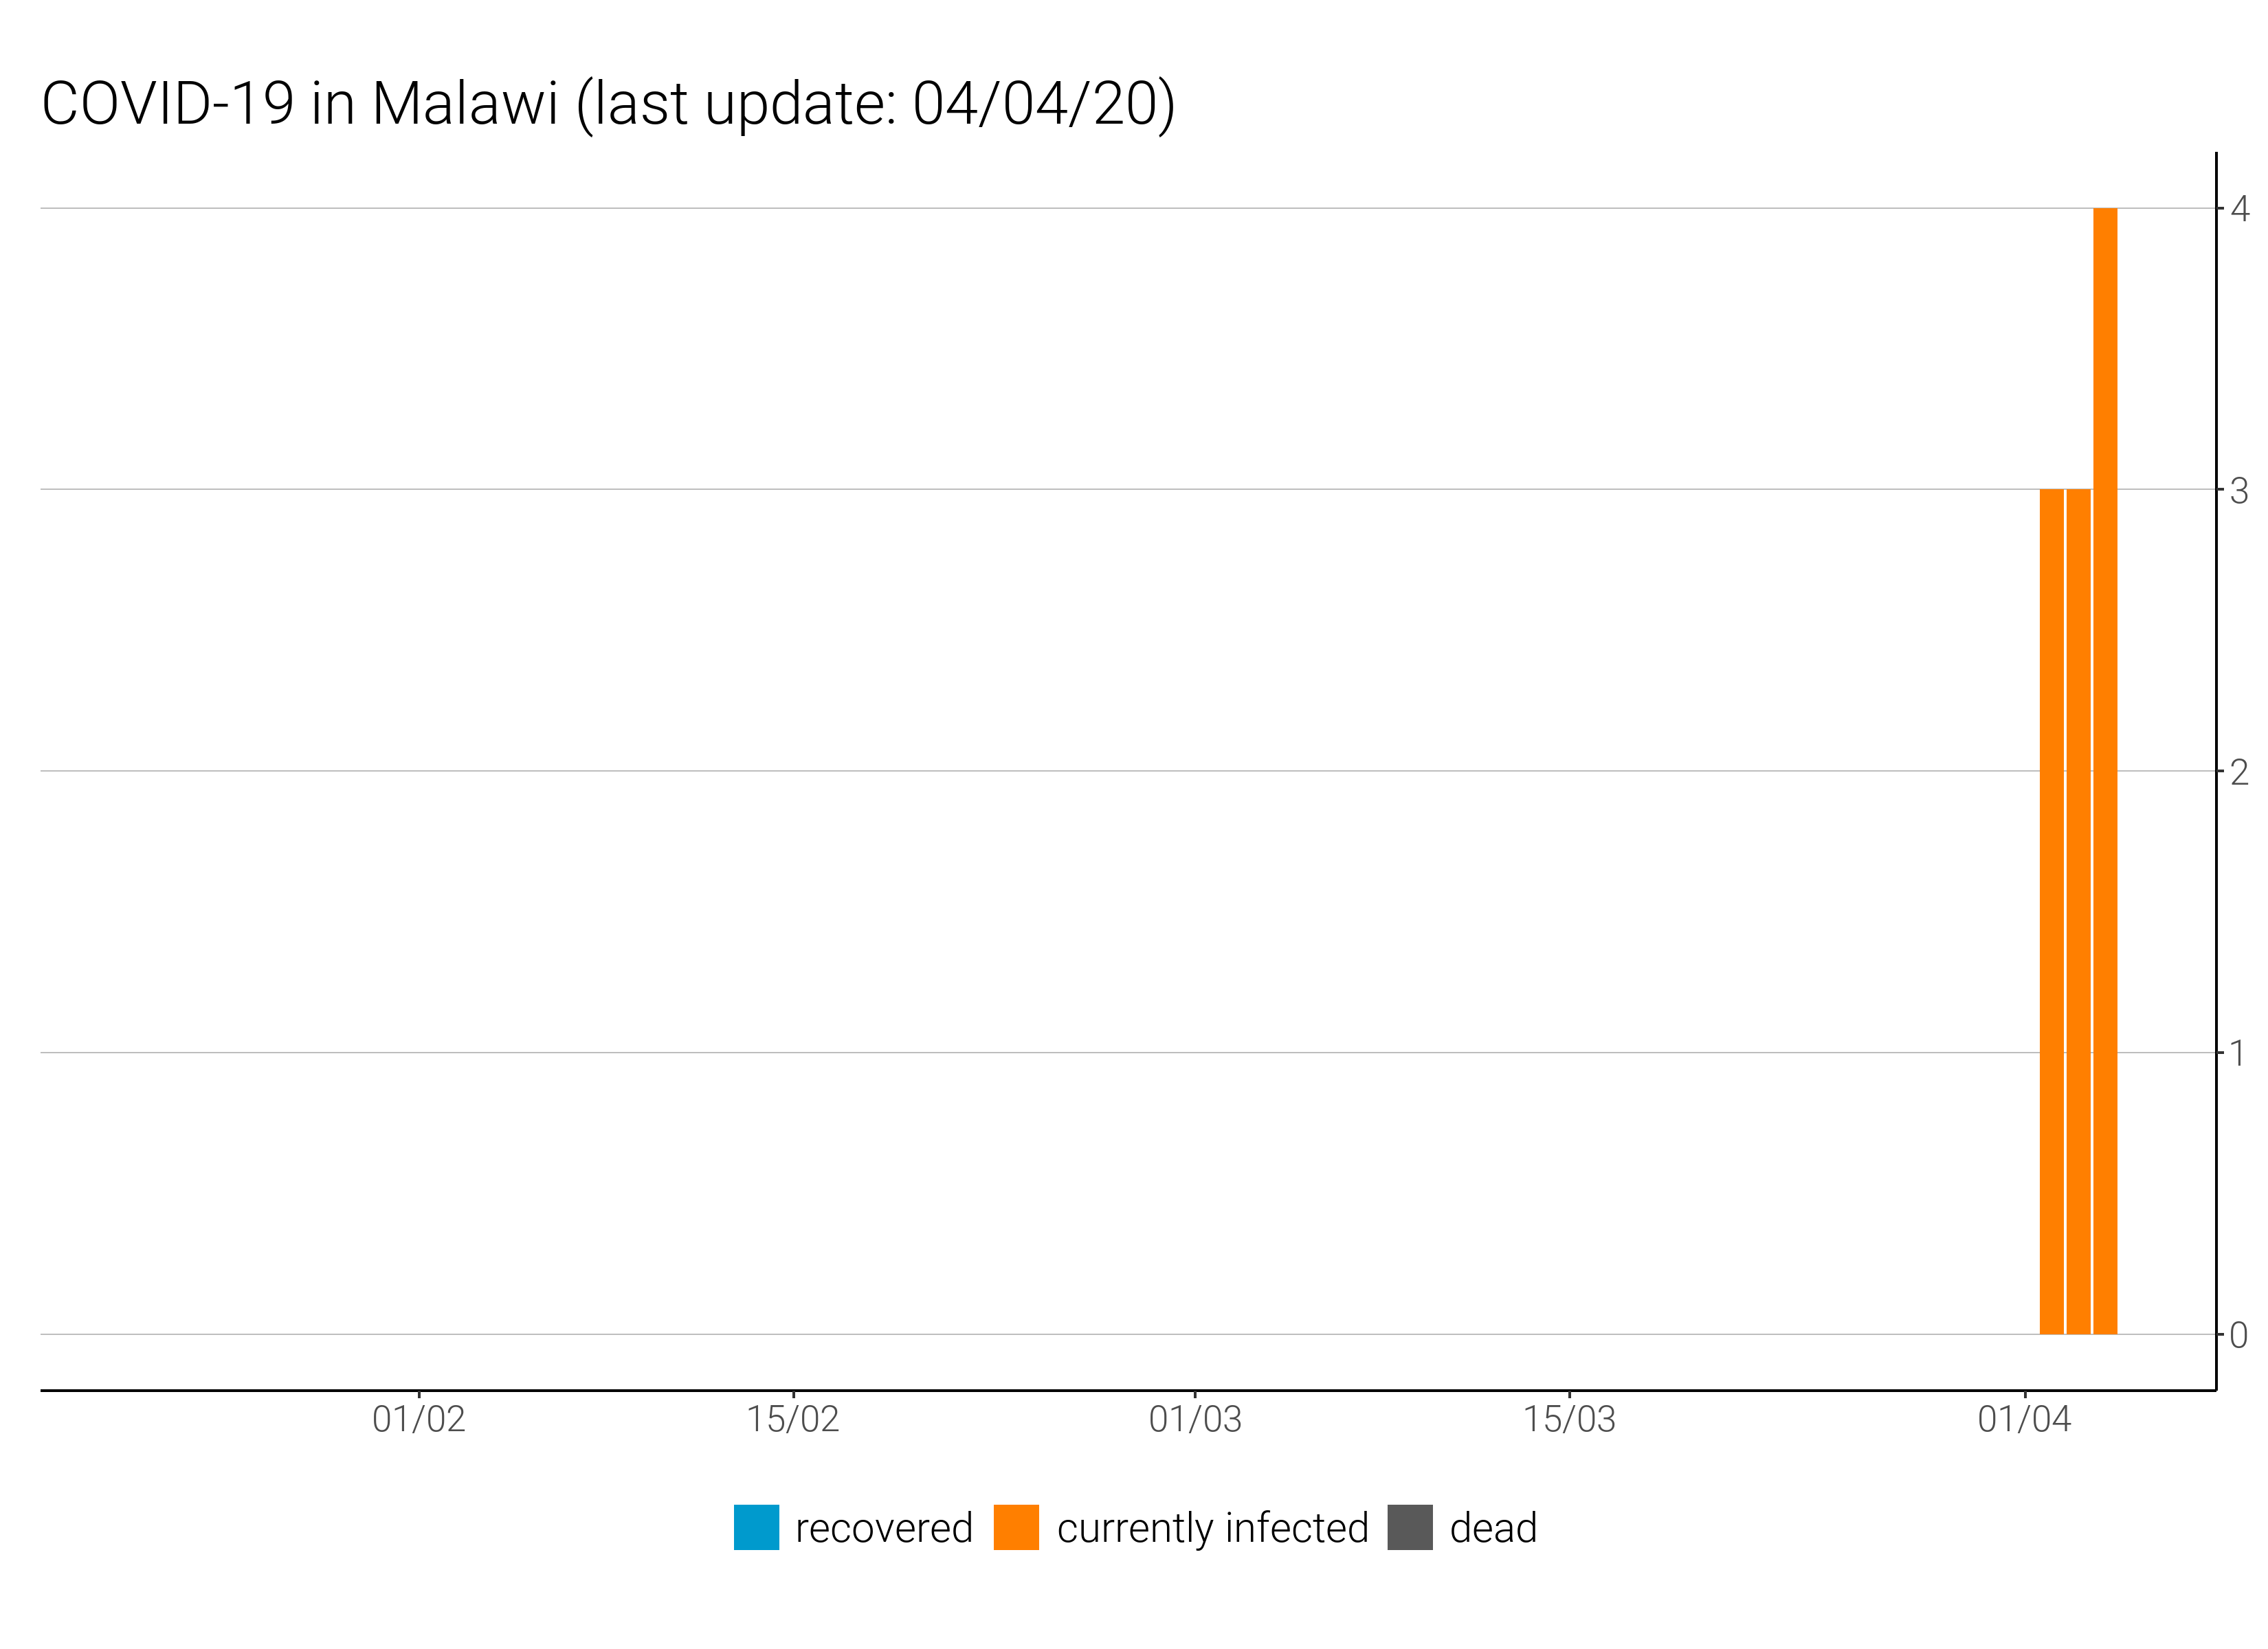 COVID-19 in Malawi (last update: 04/04/20)
4
3
2
1
0
01/02 15/02 01/03 15/03 01/04
recovered currently infected dead